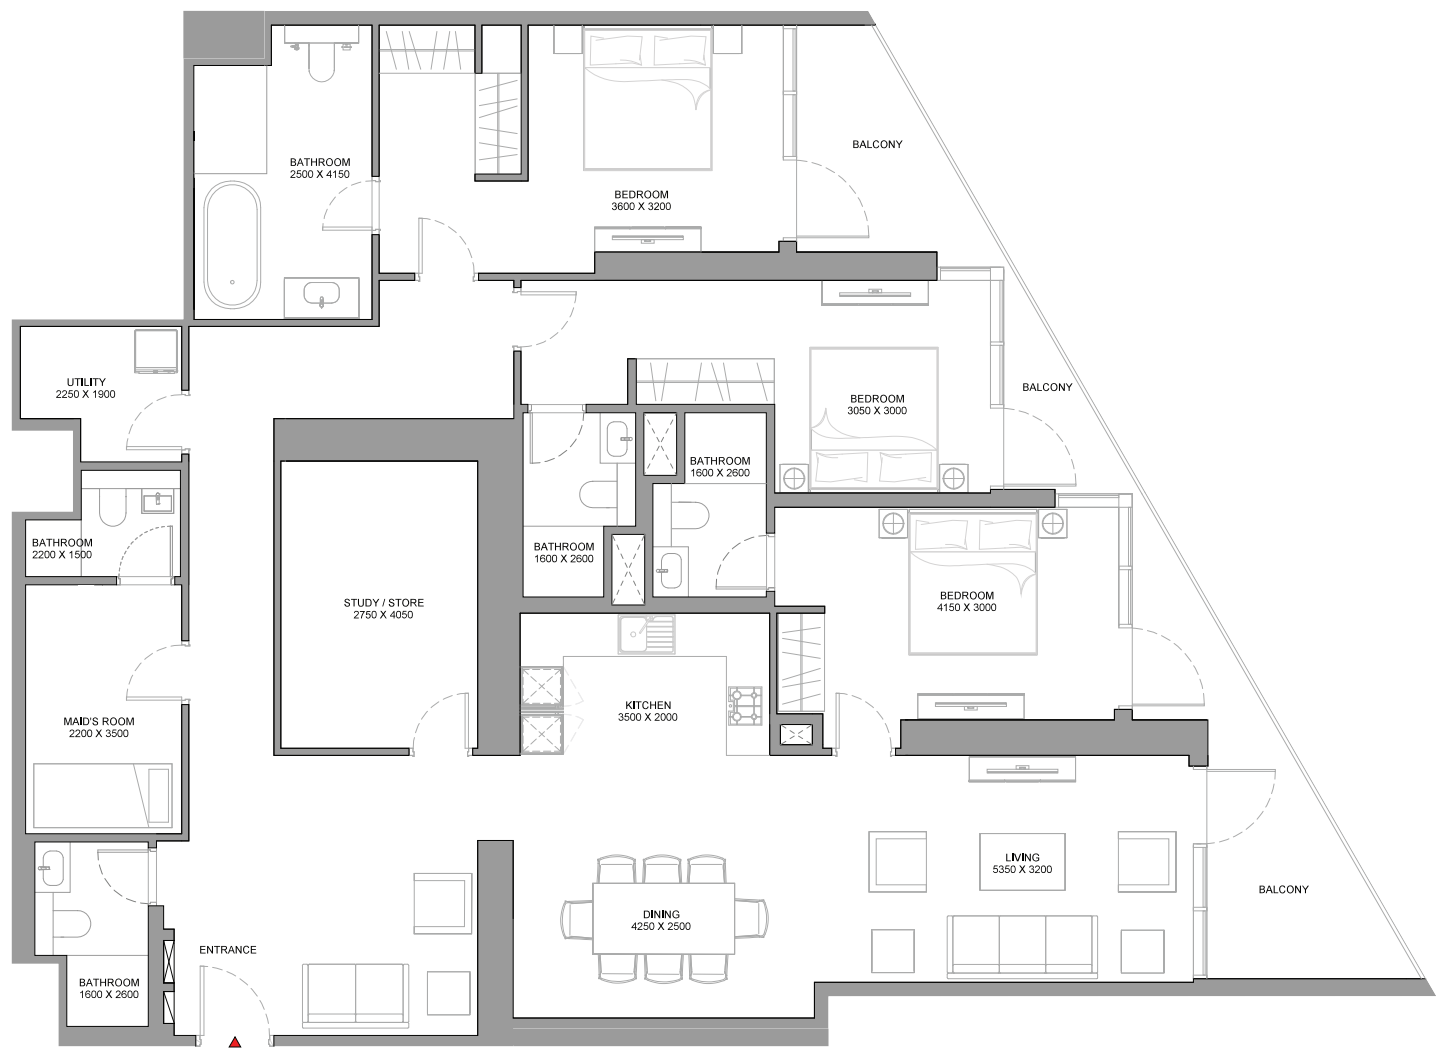 BATHROOM
2500 X 4150
BALCONY
BEDROOM
3600 X 3200
UTILITY
2250 X 1900
BEDROOM
3050 X 3000
BALCONY
BATHROOM
1600 X 2600
BATHROOM
2200 X 1500
BATHROOM
1600 X 2600
STUDY / STORE
2750 X 4050
BEDROOM
4150 X 3000
MAID'S ROOM
2200 X 3500
KITCHEN
3500 X 2000
LIVING
5350 X 3200
BALCONY
DINING
4250 X 2500
ENTRANCE
BATHROOM
1600 X 2600